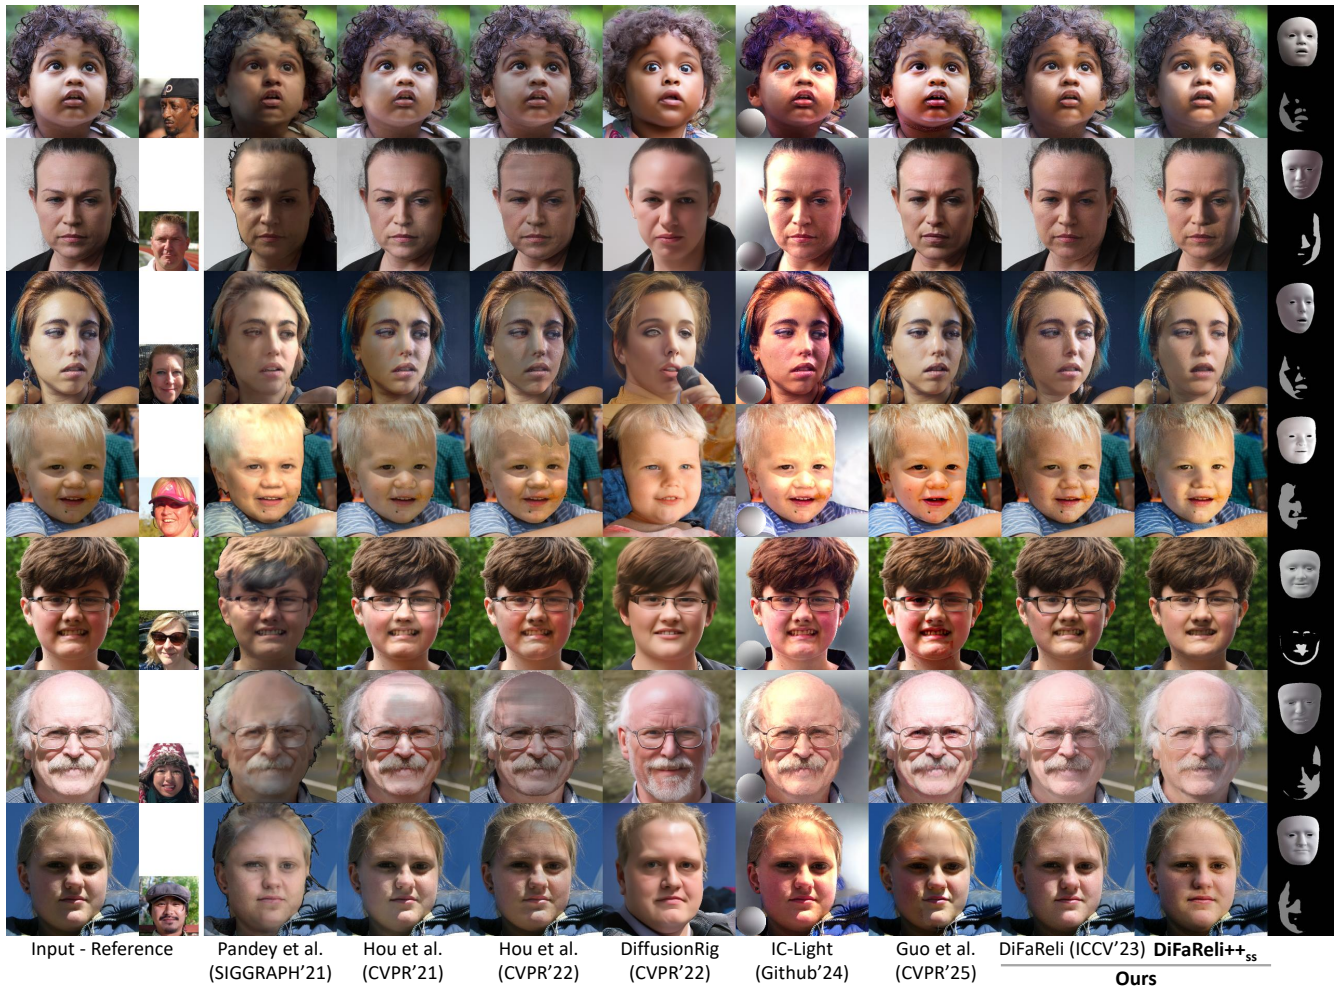 Input - Reference
Pandey et al.
(SIGGRAPH'21)
Hou et al.
(CVPR'21)
Hou et al.
(CVPR'22)
DiffusionRig
(CVPR'22)
IC-Light
(Github'24)
Guo et al.
(CVPR'25)
DiFaReli (ICCV'23)
DiFaReli++ss
Ours